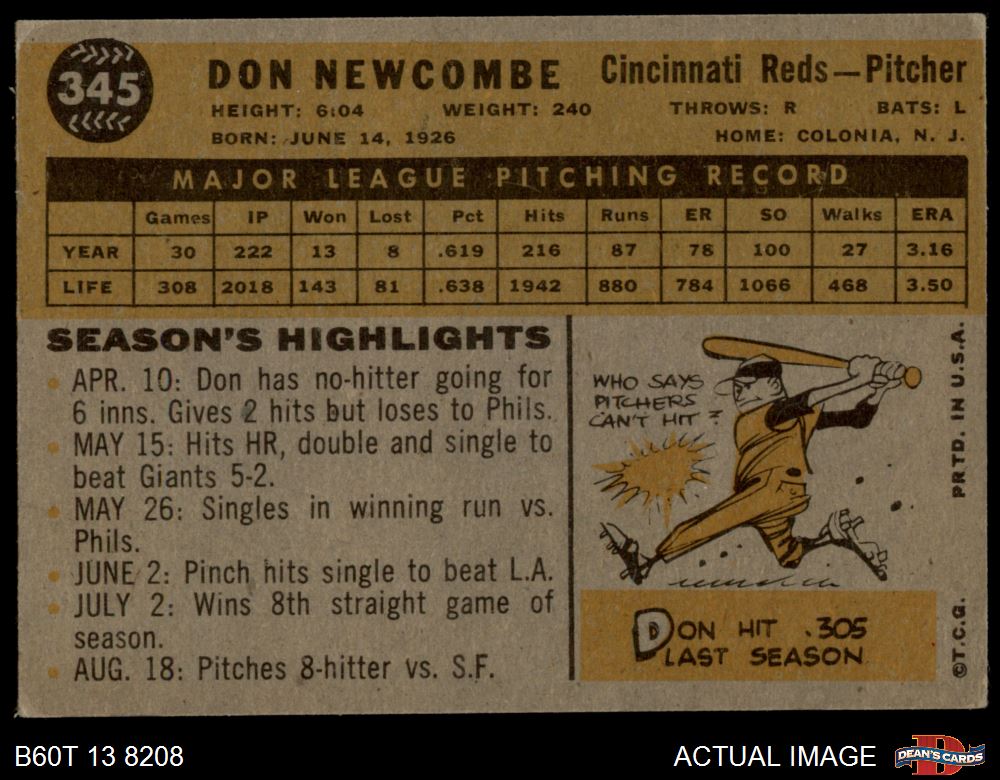 345
DON NEWCOMBE Cincinnati Reds—Pitcher
HEIGHT: 6:04 WEIGHT: 240 THROWS: R BATS: L
BORN: JUNE 14, 1926 HOME: COLONIA, N. J.
MAJOR LEAGUE PITCHING RECORD
Games IP Won Lost Pct Hits Runs ER SO Walks ERA
YEAR 30 222 13 8 .619 216 87 78 100 27 3.16
LIFE 308 2018 143 81 .638 1942 880 784 1066 468 3.50
SEASON'S HIGHLIGHTS
• APR. 10: Don has no-hitter going for
6 inns. Gives 2 hits but loses to Phils.
• MAY 15: Hits HR, double and single to
beat Giants 5-2.
• MAY 26: Singles in winning run vs.
Phils.
• JUNE 2: Pinch hits single to beat L.A.
• JULY 2: Wins 8th straight game of
season.
• AUG. 18: Pitches 8-hitter vs. S.F.
WHO SAYS
PITCHERS
CAN'T HIT?
DON HIT .305
LAST SEASON
©T.C.G. PRTD. IN U.S.A.
B60T 13 8208 ACTUAL IMAGE
D
DEAN'S CARDS